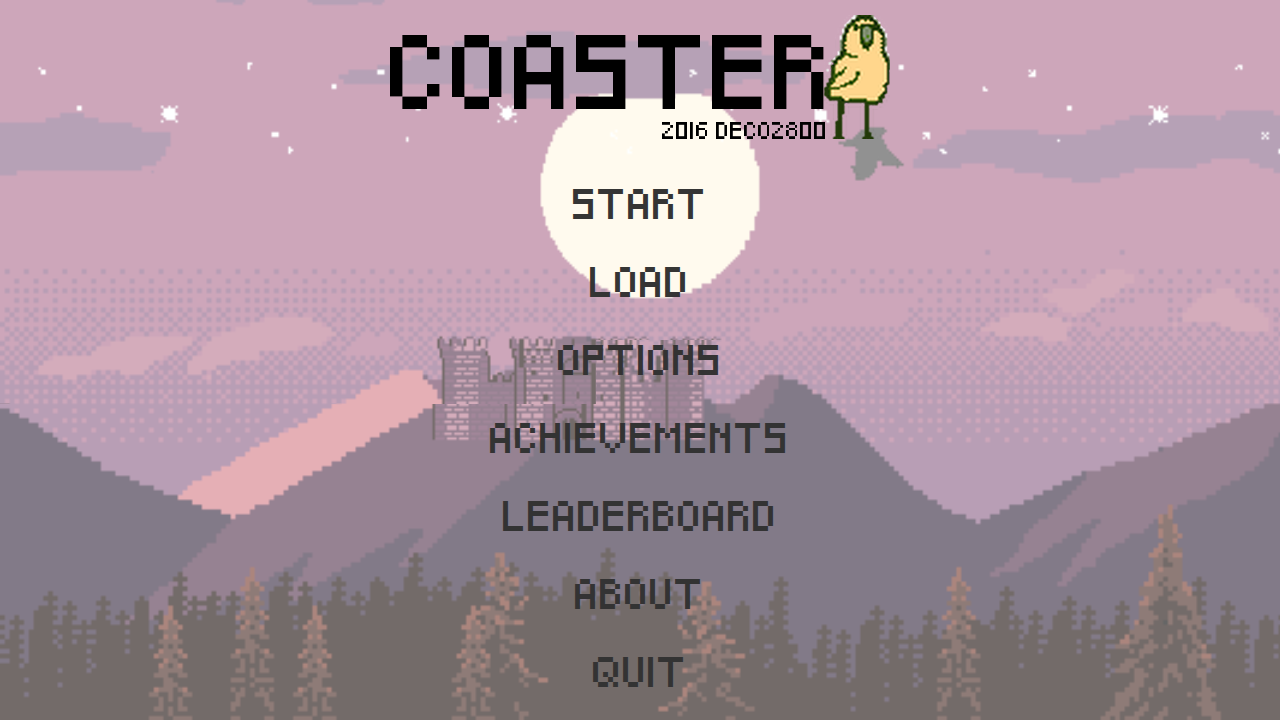 COASTER
2016 DECO2800
START
LOAD
OPTIONS
ACHIEVEMENTS
LEADERBOARD
ABOUT
QUIT